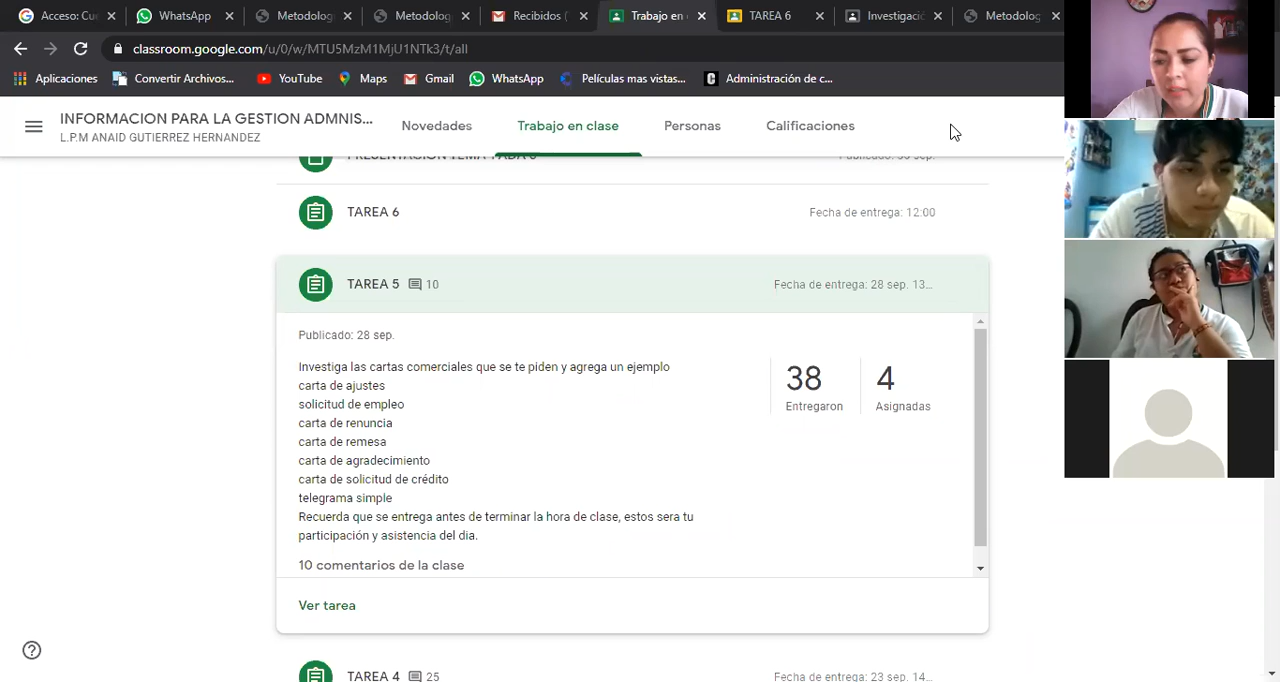 Acceso: Cu
WhatsApp
Metodolog
Metodolog
Recibidos (
Trabajo en
TAREA 6
Investigaci
Metodolog
classroom.google.com/u/0/w/MTU5MzM1MjU1NTk3/t/all
Aplicaciones
Convertir Archivos...
YouTube
Maps
Gmail
WhatsApp
Películas mas vistas...
Administración de c...
INFORMACION PARA LA GESTION ADMNIS...
L.P.M ANAID GUTIERREZ HERNANDEZ
Novedades
Trabajo en clase
Personas
Calificaciones
TAREA 6
Fecha de entrega: 12:00
TAREA 5
10
Fecha de entrega: 28 sep. 13...
Publicado: 28 sep.
Investiga las cartas comerciales que se te piden y agrega un ejemplo
carta de ajustes
solicitud de empleo
carta de renuncia
carta de remesa
carta de agradecimiento
carta de solicitud de crédito
telegrama simple
Recuerda que se entrega antes de terminar la hora de clase, estos sera tu
participación y asistencia del dia.
38
Entregaron
4
Asignadas
10 comentarios de la clase
Ver tarea
TAREA 4
25
Fecha de entrega: 23 sep. 14...